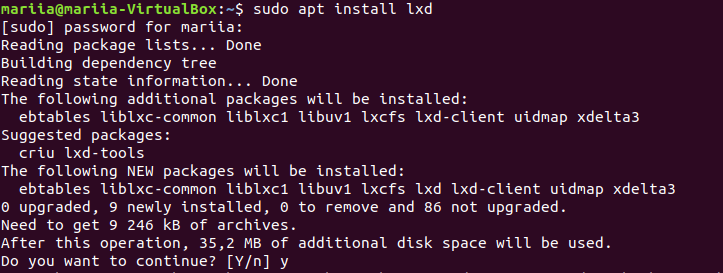 mariia@mariia-VirtualBox:~$ sudo apt install lxd
[sudo] password for mariia:
Reading package lists... Done
Building dependency tree
Reading state information... Done
The following additional packages will be installed:
  ebtables liblxc-common liblxc1 libuv1 lxcfs lxd-client uidmap xdelta3
Suggested packages:
  criu lxd-tools
The following NEW packages will be installed:
  ebtables liblxc-common liblxc1 libuv1 lxcfs lxd lxd-client uidmap xdelta3
0 upgraded, 9 newly installed, 0 to remove and 86 not upgraded.
Need to get 9 246 kB of archives.
After this operation, 35,2 MB of additional disk space will be used.
Do you want to continue? [Y/n] y